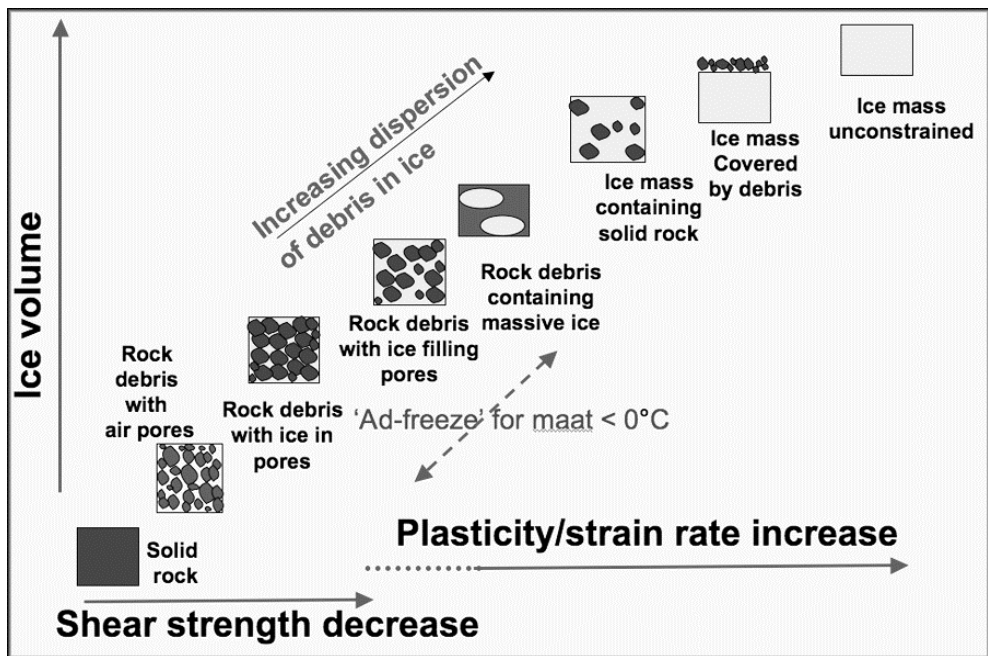 Ice volume
Increasing dispersion
of debris in ice
Ice mass
unconstrained
Ice mass
Covered
by debris
Ice mass
containing
solid rock
Rock debris
containing
massive ice
Rock debris
with ice filling
pores
Rock
debris
with
air pores
Rock debris
with ice in
pores
‘Ad-freeze’ for maat < 0°C
Solid
rock
Plasticity/strain rate increase
Shear strength decrease